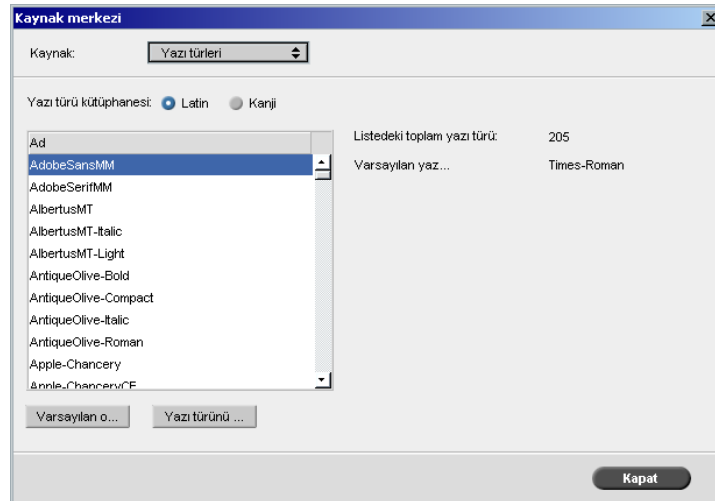 Kaynak merkezi
Kaynak: Yazı türleri
Yazı türü kütüphanesi: Latin Kanji
Ad
AdobeSansMM
AdobeSerifMM
AlbertusMT
AlbertusMT-Italic
AlbertusMT-Light
AntiqueOlive-Bold
AntiqueOlive-Compact
AntiqueOlive-Italic
AntiqueOlive-Roman
Apple-Chancery
Apple-ChanceryCE
Listedeki toplam yazı türü: 205
Varsayılan yaz... Times-Roman
Varsayılan o... Yazı türünü ...
Kapat